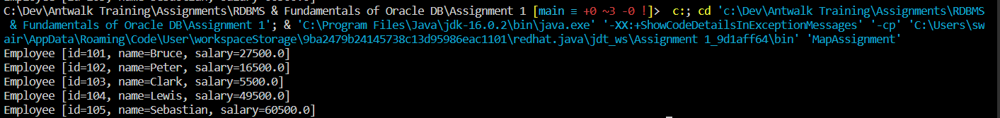 C:\Dev\Antwalk Training\Assignments\RDBMS & Fundamentals of Oracle DB\Assignment 1 [main ≡ +0 ~3 -0 !]>  c:; cd 'c:\Dev\Antwalk Training\Assignments\RDBMS
 & Fundamentals of Oracle DB\Assignment 1'; & 'C:\Program Files\Java\jdk-16.0.2\bin\java.exe' '-XX:+ShowCodeDetailsInExceptionMessages' '-cp' 'C:\Users\sw
air\AppData\Roaming\Code\User\workspaceStorage\9ba2479b24145738c13d95986eac1101\redhat.java\jdt_ws\Assignment 1_9d1aff64\bin' 'MapAssignment'
Employee [id=101, name=Bruce, salary=27500.0]
Employee [id=102, name=Peter, salary=16500.0]
Employee [id=103, name=Clark, salary=5500.0]
Employee [id=104, name=Lewis, salary=49500.0]
Employee [id=105, name=Sebastian, salary=60500.0]